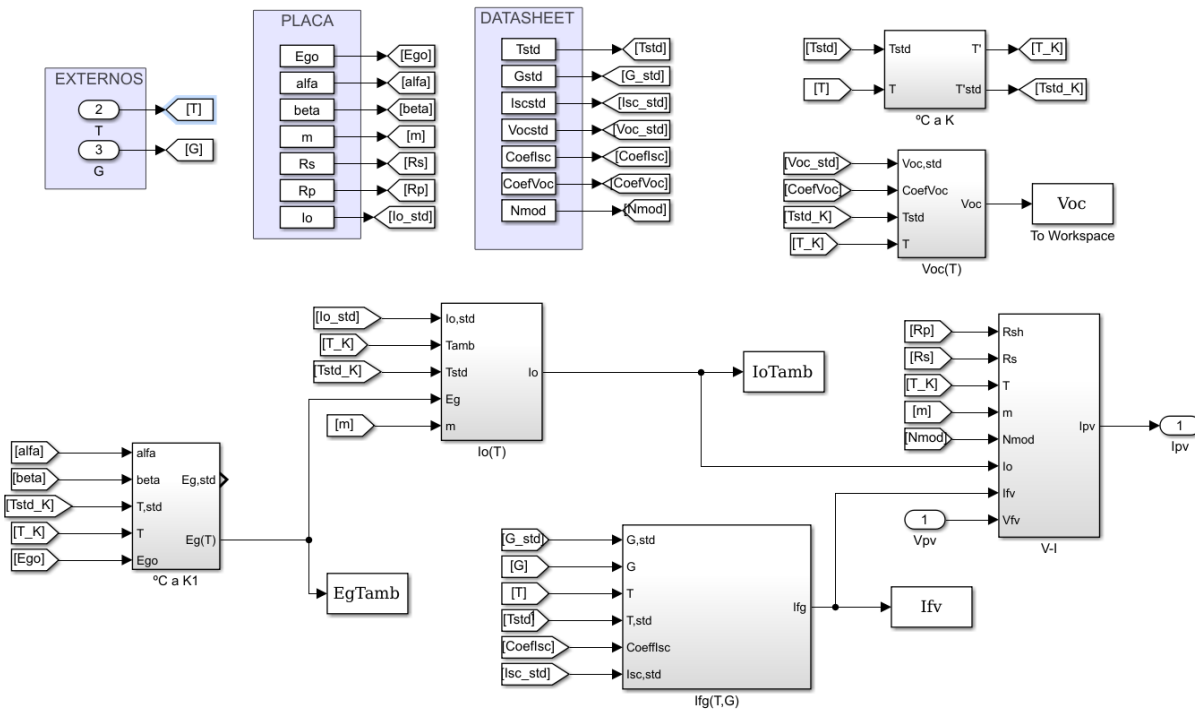 EXTERNOS
2
[T]
T
3
[G]
G
PLACA
Ego
[Ego]
alfa
[alfa]
beta
[beta]
m
[m]
Rs
[Rs]
Rp
[Rp]
Io
[Io_std]
DATASHEET
Tstd
[Tstd]
Gstd
[G_std]
Iscstd
[Isc_std]
Vocstd
[Voc_std]
CoefIsc
[CoefIsc]
CoefVoc
[CoefVoc]
Nmod
[Nmod]
[Tstd]
Tstd
T'
[T_K]
[T]
T
T'std
[Tstd_K]
ºC a K
[Voc_std]
Voc,std
[CoefVoc]
CoefVoc
Voc
Voc
[Tstd_K]
Tstd
To Workspace
[T_K]
T
Voc(T)
[Io_std]
Io,std
[T_K]
Tamb
[Tstd_K]
Tstd
Io
IoTamb
Eg
[m]
m
Io(T)
[alfa]
alfa
[beta]
beta
Eg,std
[Tstd_K]
T,std
[T_K]
T
Eg(T)
[Ego]
Ego
ºC a K1
EgTamb
[G_std]
G,std
[G]
G
[T]
T
Ifg
Ifv
[Tstd]
T,std
[CoefIsc]
CoeffIsc
[Isc_std]
Isc,std
Ifg(T,G)
[Rp]
Rsh
[Rs]
Rs
[T_K]
T
[m]
m
Ipv
1
Ipv
[Nmod]
Nmod
Io
Ifv
1
Vfv
Vpv
V-I